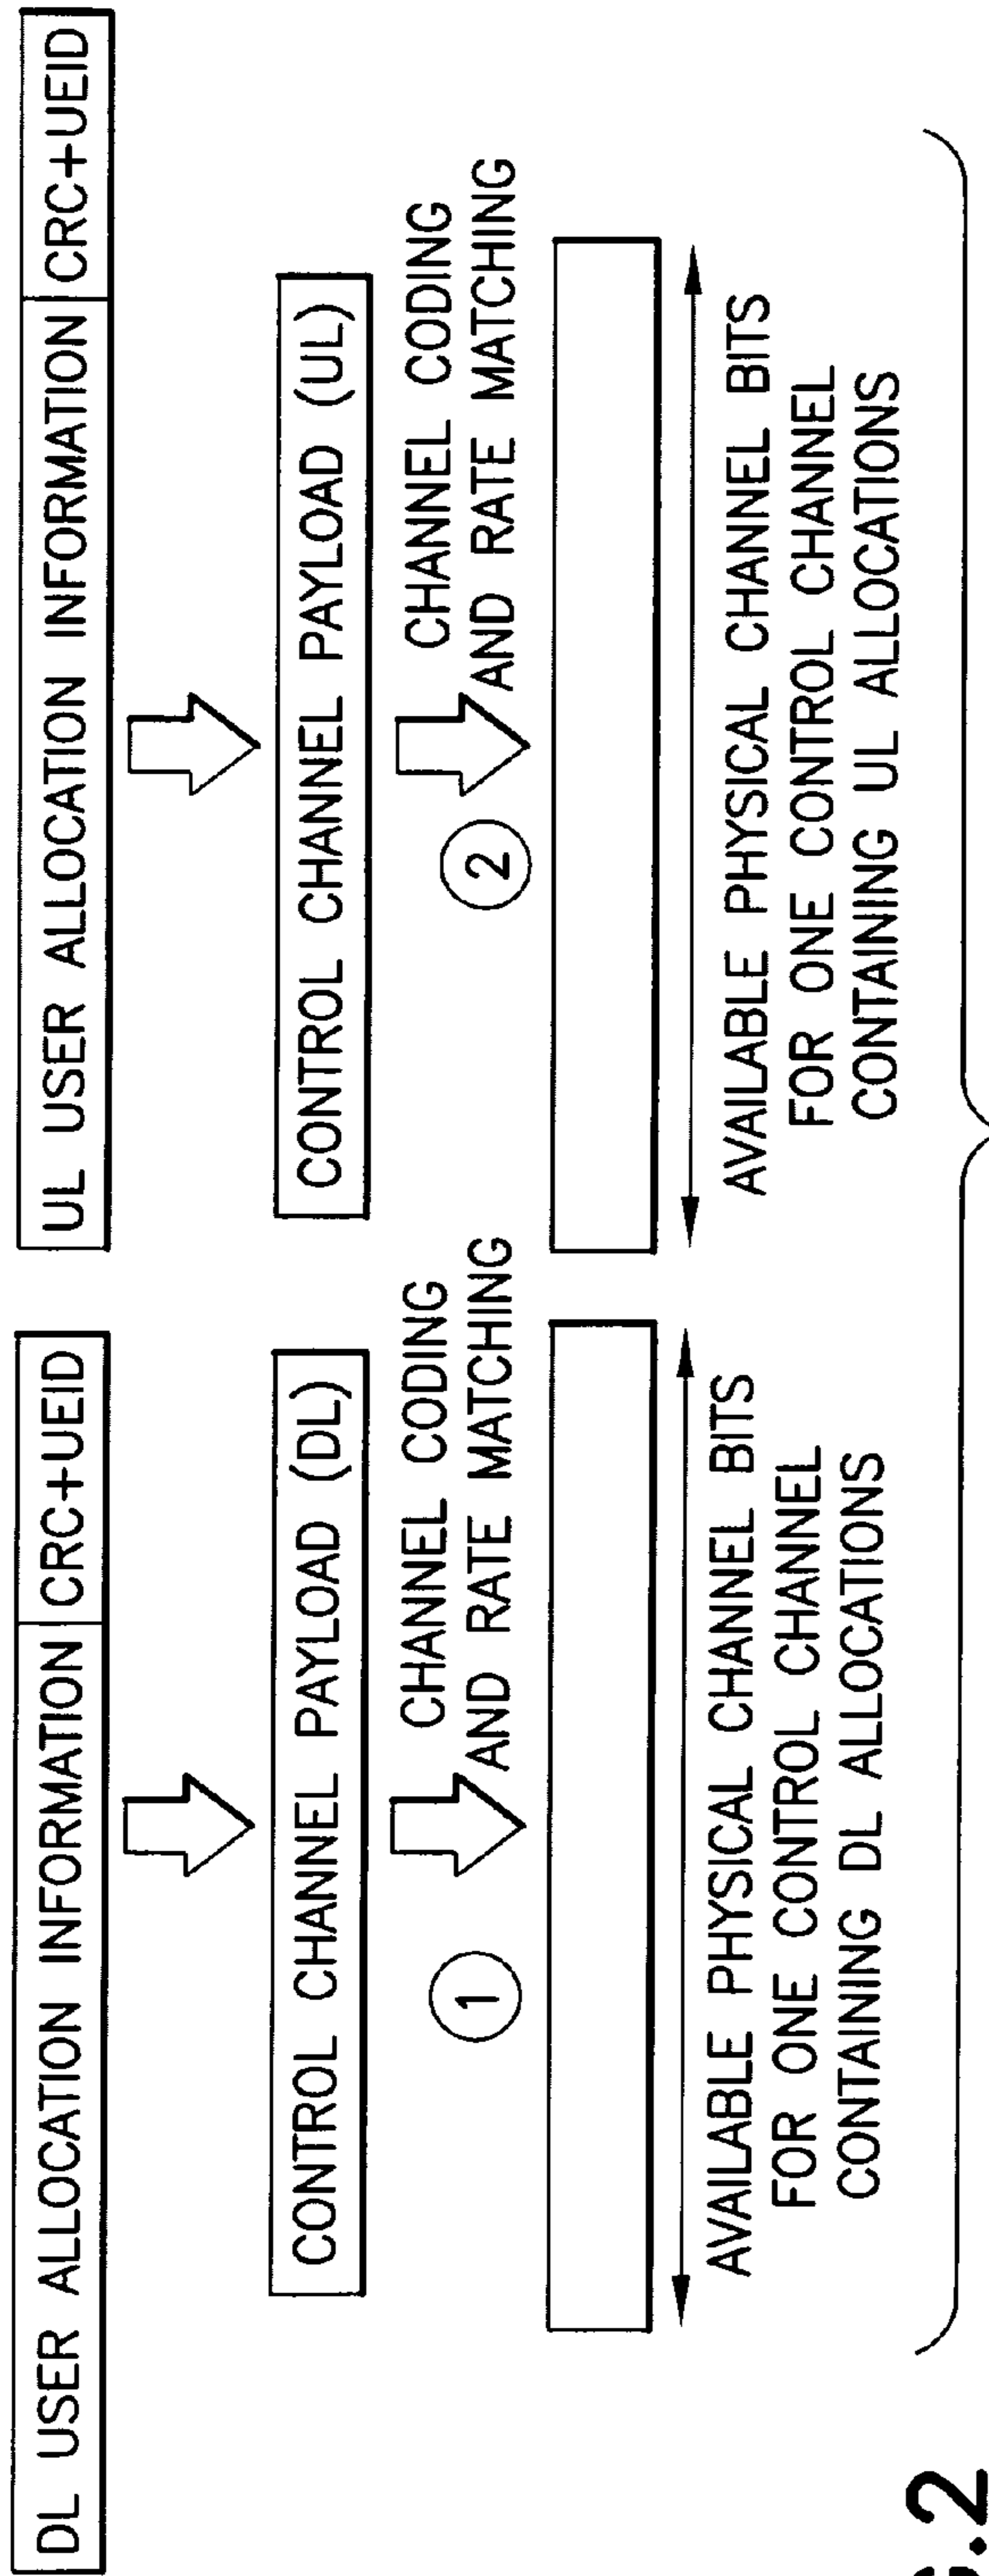 DL USER ALLOCATION INFORMATION CRC+UEID
CONTROL CHANNEL PAYLOAD (DL)
1
CHANNEL CODING
AND RATE MATCHING
AVAILABLE PHYSICAL CHANNEL BITS
FOR ONE CONTROL CHANNEL
CONTAINING DL ALLOCATIONS
UL USER ALLOCATION INFORMATION CRC+UEID
CONTROL CHANNEL PAYLOAD (UL)
2
CHANNEL CODING
AND RATE MATCHING
AVAILABLE PHYSICAL CHANNEL BITS
FOR ONE CONTROL CHANNEL
CONTAINING UL ALLOCATIONS
.2